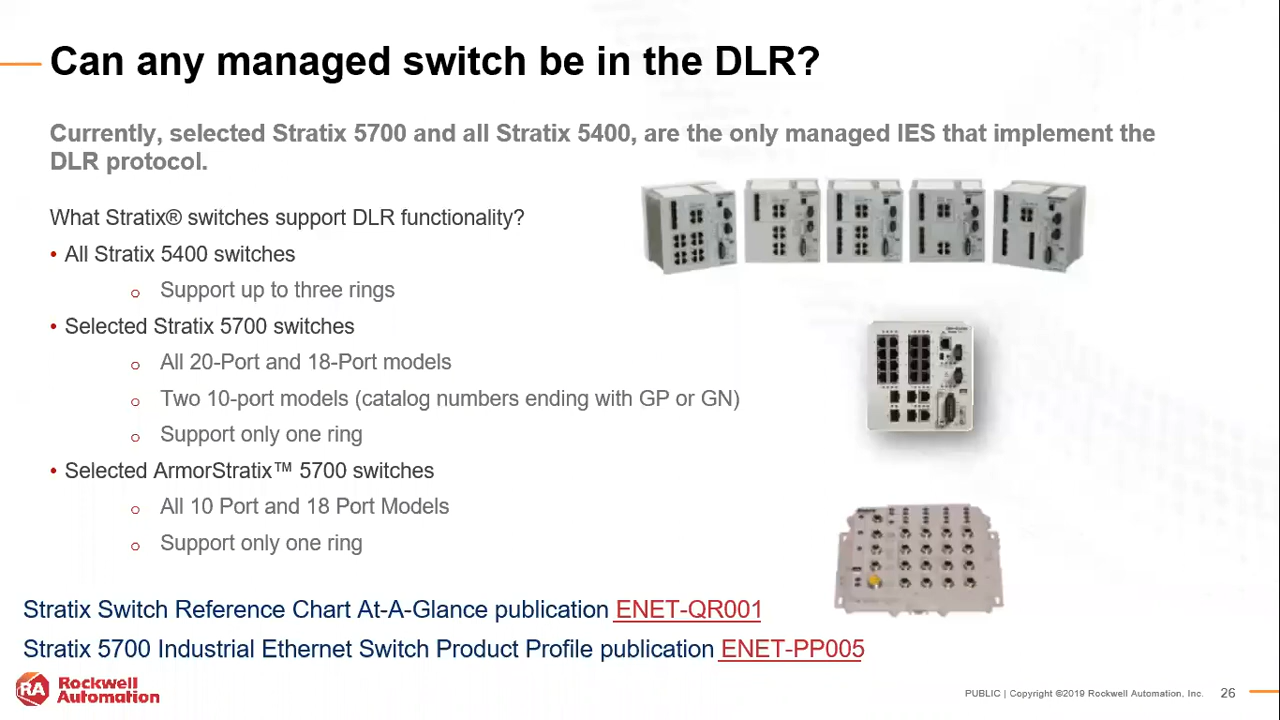 Can any managed switch be in the DLR?
Currently, selected Stratix 5700 and all Stratix 5400, are the only managed IES that implement the
DLR protocol.
What Stratix® switches support DLR functionality?
• All Stratix 5400 switches
o Support up to three rings
• Selected Stratix 5700 switches
o All 20-Port and 18-Port models
o Two 10-port models (catalog numbers ending with GP or GN)
o Support only one ring
• Selected ArmorStratix™ 5700 switches
o All 10 Port and 18 Port Models
o Support only one ring
Stratix Switch Reference Chart At-A-Glance publication ENET-QR001
Stratix 5700 Industrial Ethernet Switch Product Profile publication ENET-PP005
RA Rockwell
Automation
PUBLIC | Copyright ©2019 Rockwell Automation, Inc. 26